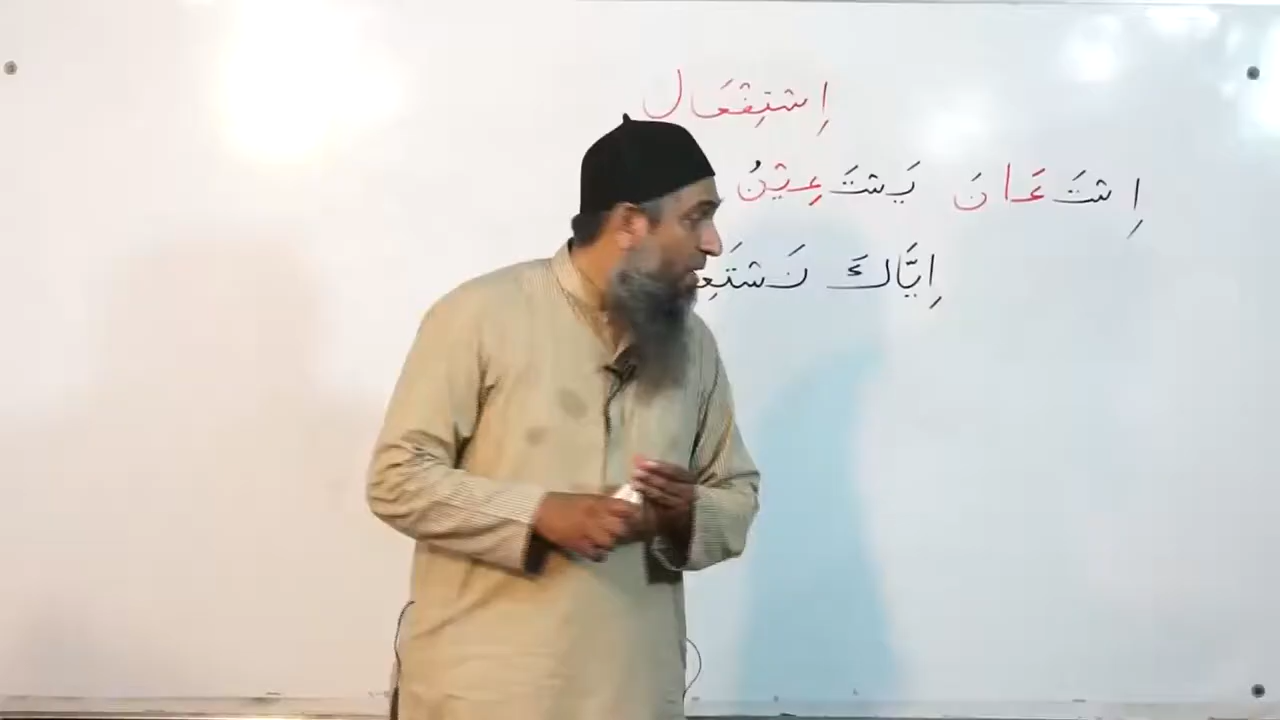 إِسْتِفْعَال
اِسْتَعَانَ يَسْتَعِيْنُ
اِيَّاكَ نَسْتَعِ